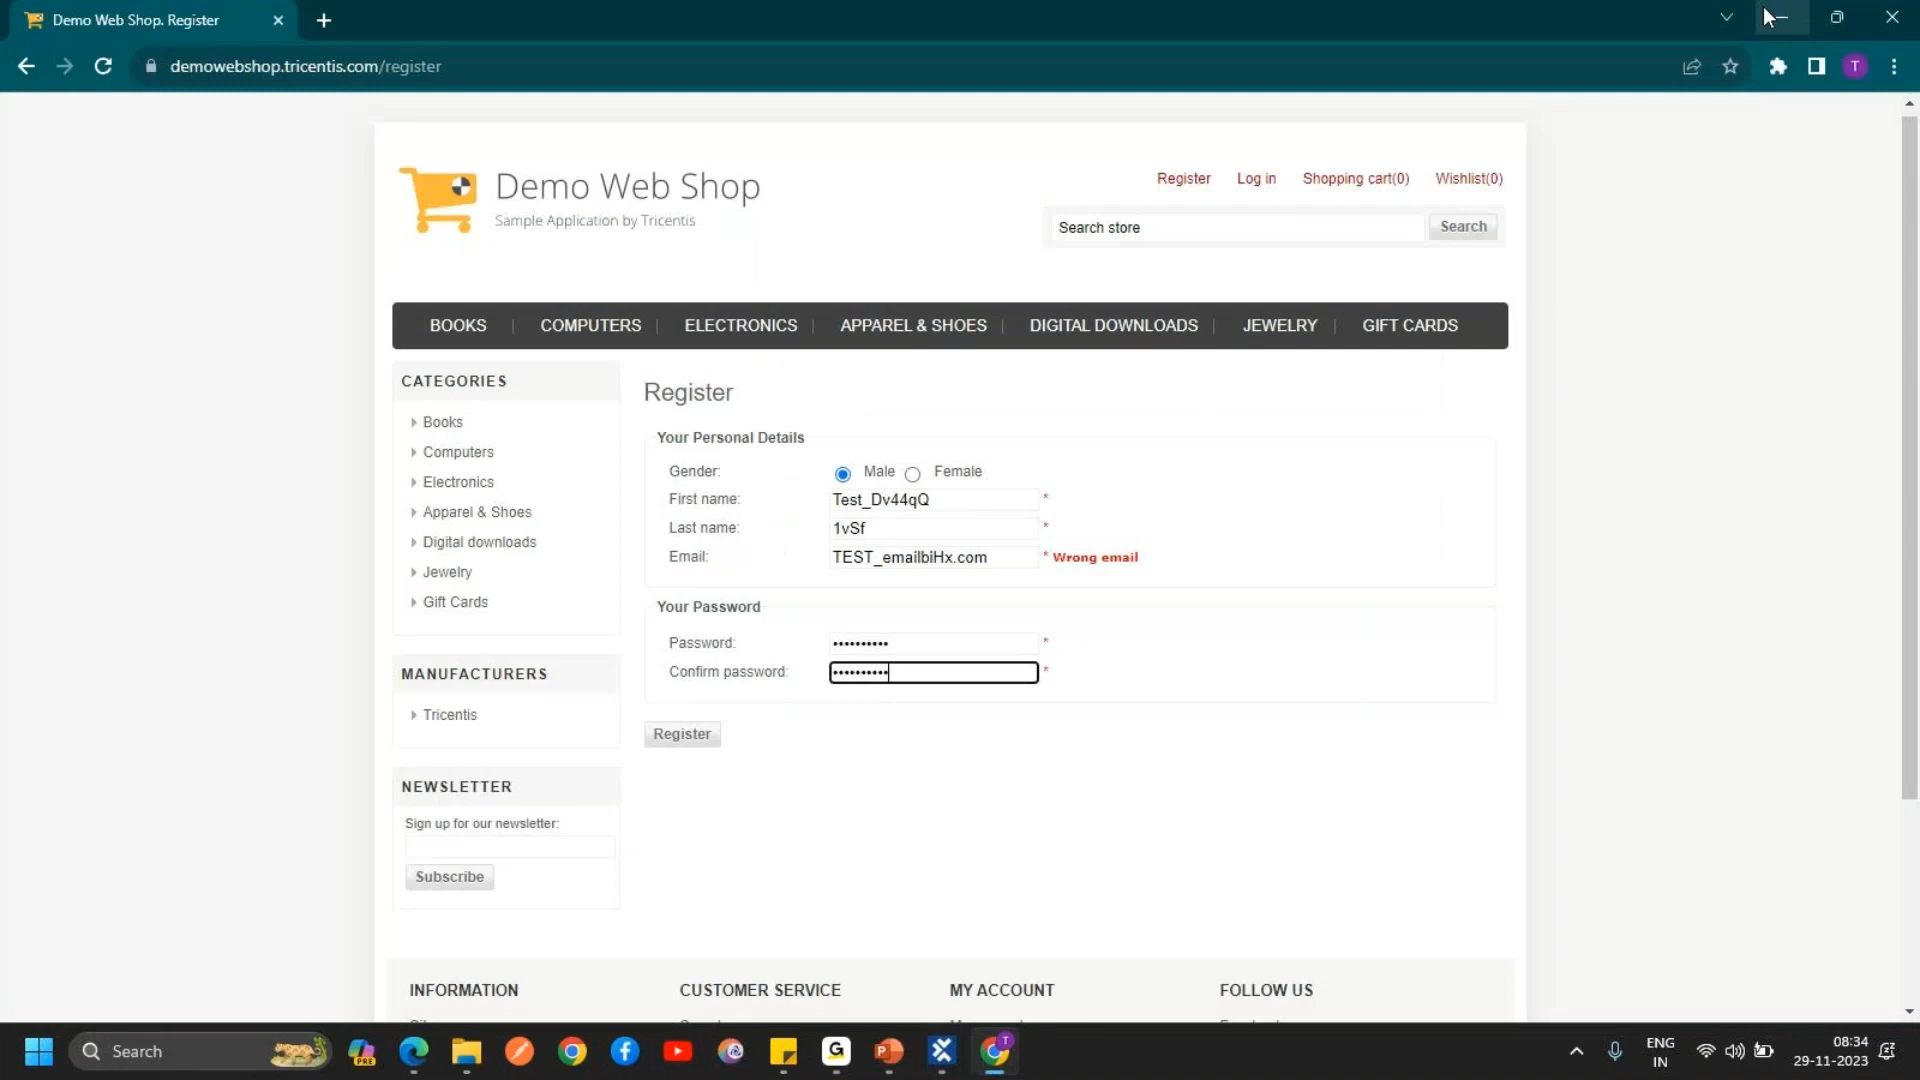 Demo Web Shop. Register
demowebshop.tricentis.com/register
T
Demo Web Shop
Sample Application by Tricentis
Register Log in Shopping cart(0) Wishlist(0)
Search store Search
BOOKS COMPUTERS ELECTRONICS APPAREL & SHOES DIGITAL DOWNLOADS JEWELRY GIFT CARDS
CATEGORIES
Books
Computers
Electronics
Apparel & Shoes
Digital downloads
Jewelry
Gift Cards
MANUFACTURERS
Tricentis
NEWSLETTER
Sign up for our newsletter:
Subscribe
Register
Your Personal Details
Gender: Male Female
First name: Test_Dv44qQ *
Last name: 1vSf *
Email: TEST_emailbiHx.com * Wrong email
Your Password
Password: •••••••••• *
Confirm password: •••••••••• *
Register
INFORMATION CUSTOMER SERVICE MY ACCOUNT FOLLOW US
Search
PRE
G
P
T
ENG
IN
08:34
29-11-2023